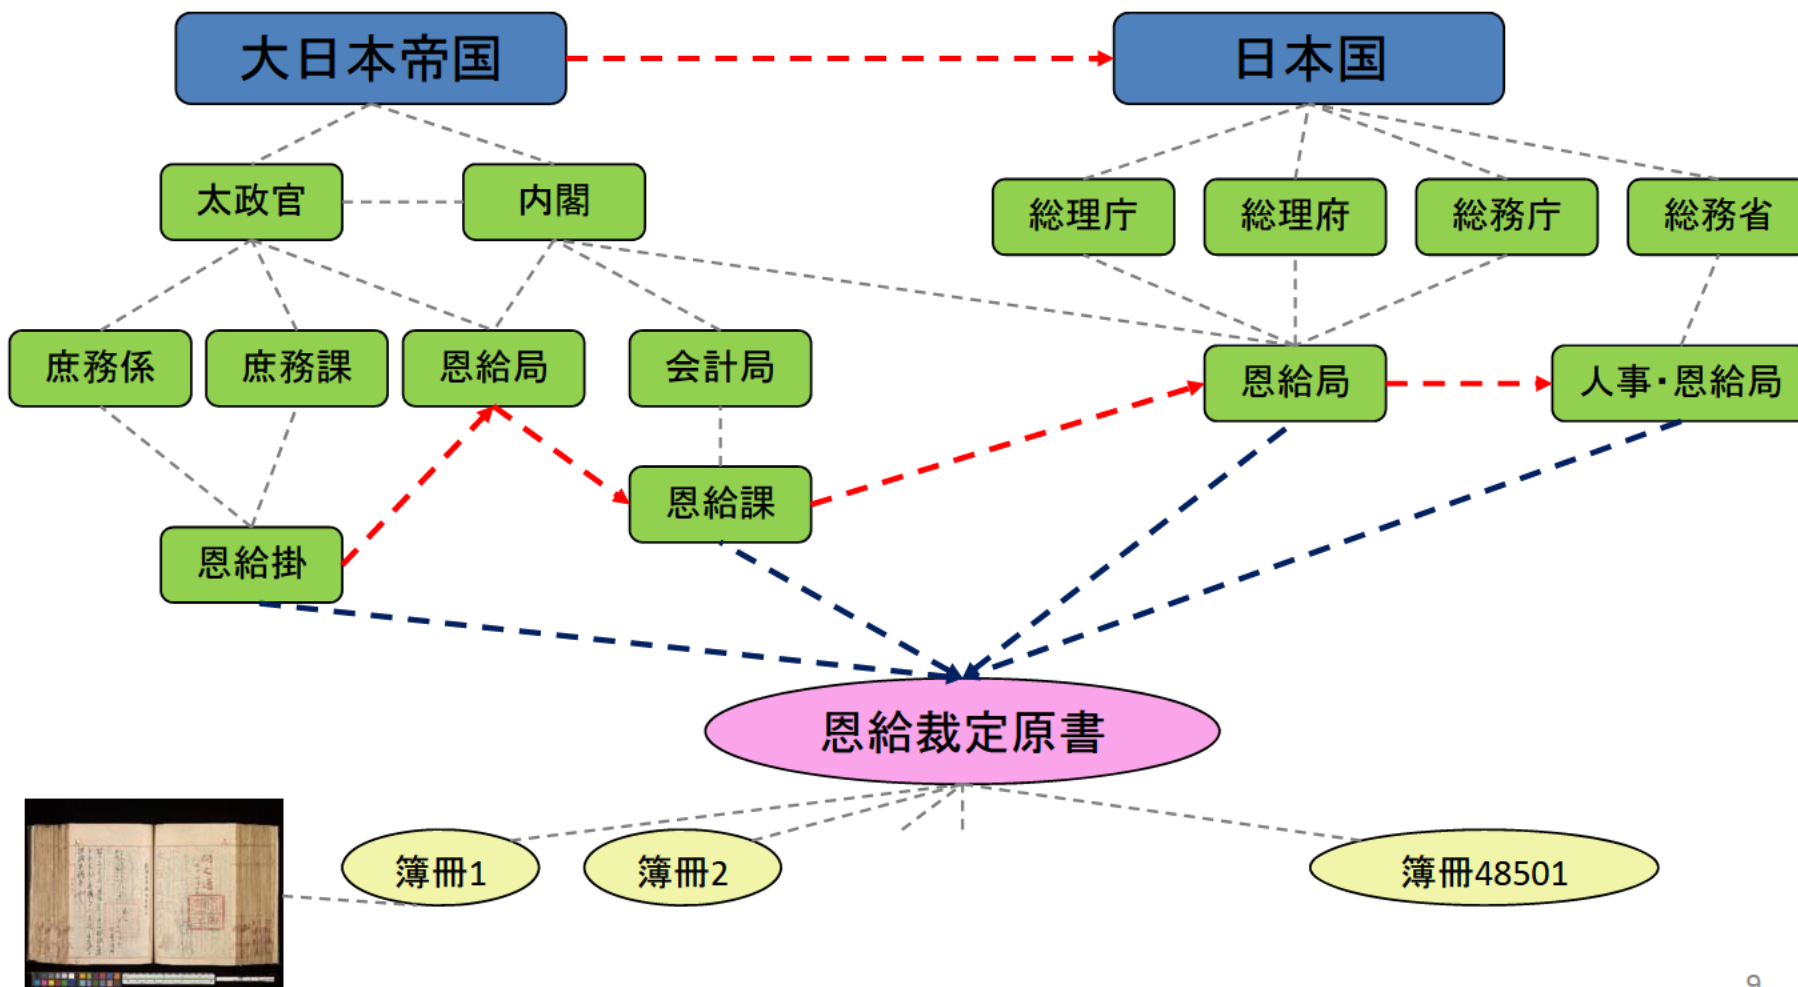 大日本帝国
日本国
太政官
内閣
総理庁
総理府
総務庁
総務省
庶務係
庶務課
恩給局
会計局
恩給局
人事・恩給局
恩給課
恩給掛
恩給裁定原書
簿冊1
簿冊2
簿冊48501
9